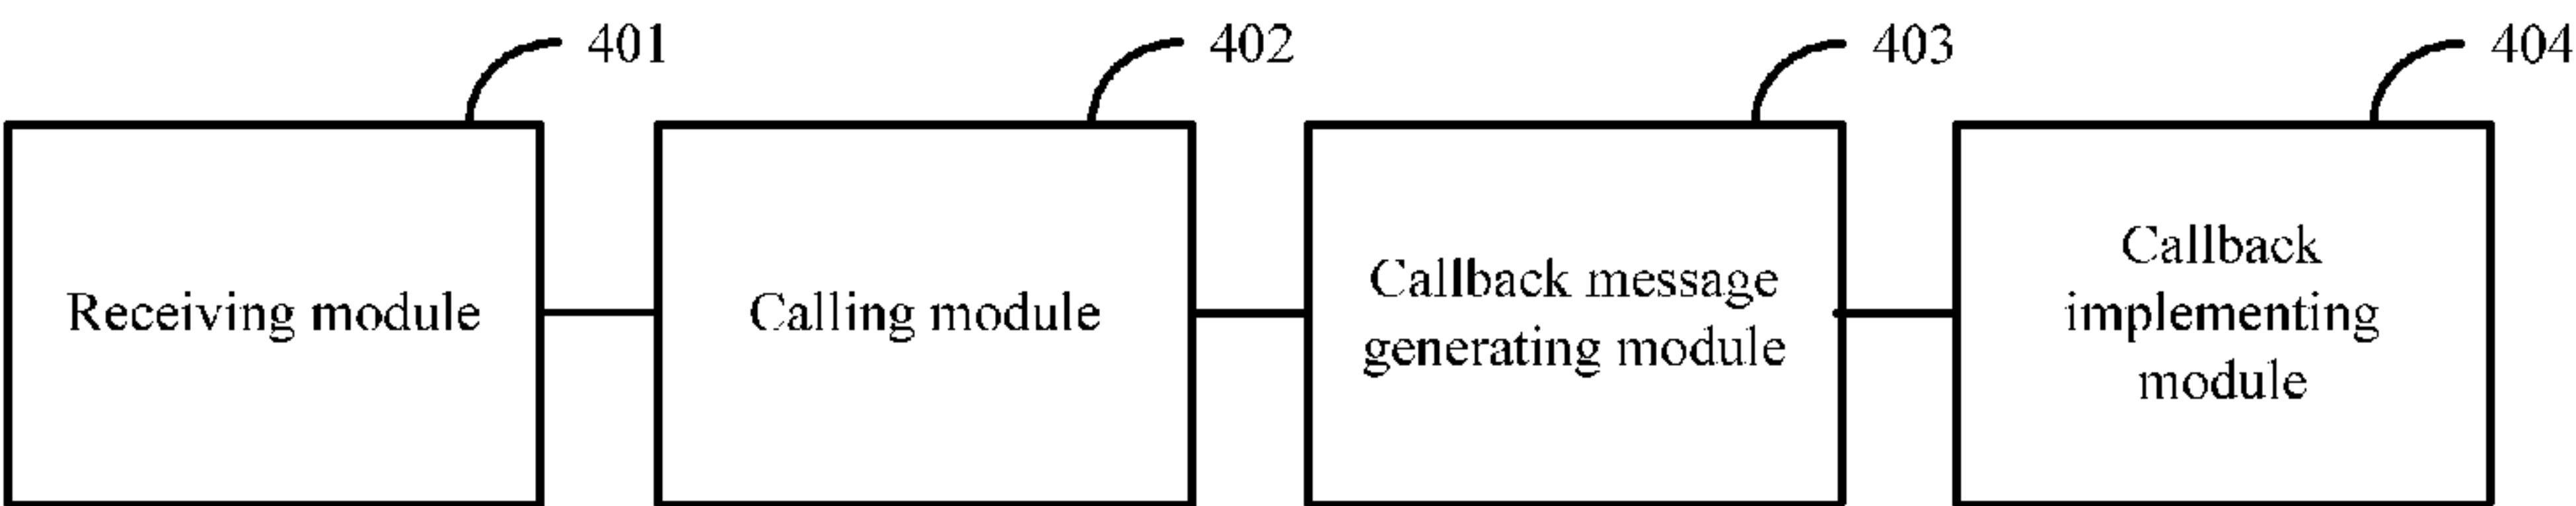 401
402
403
404
Receiving module
Calling module
Callback message
generating module
Callback
implementing
module